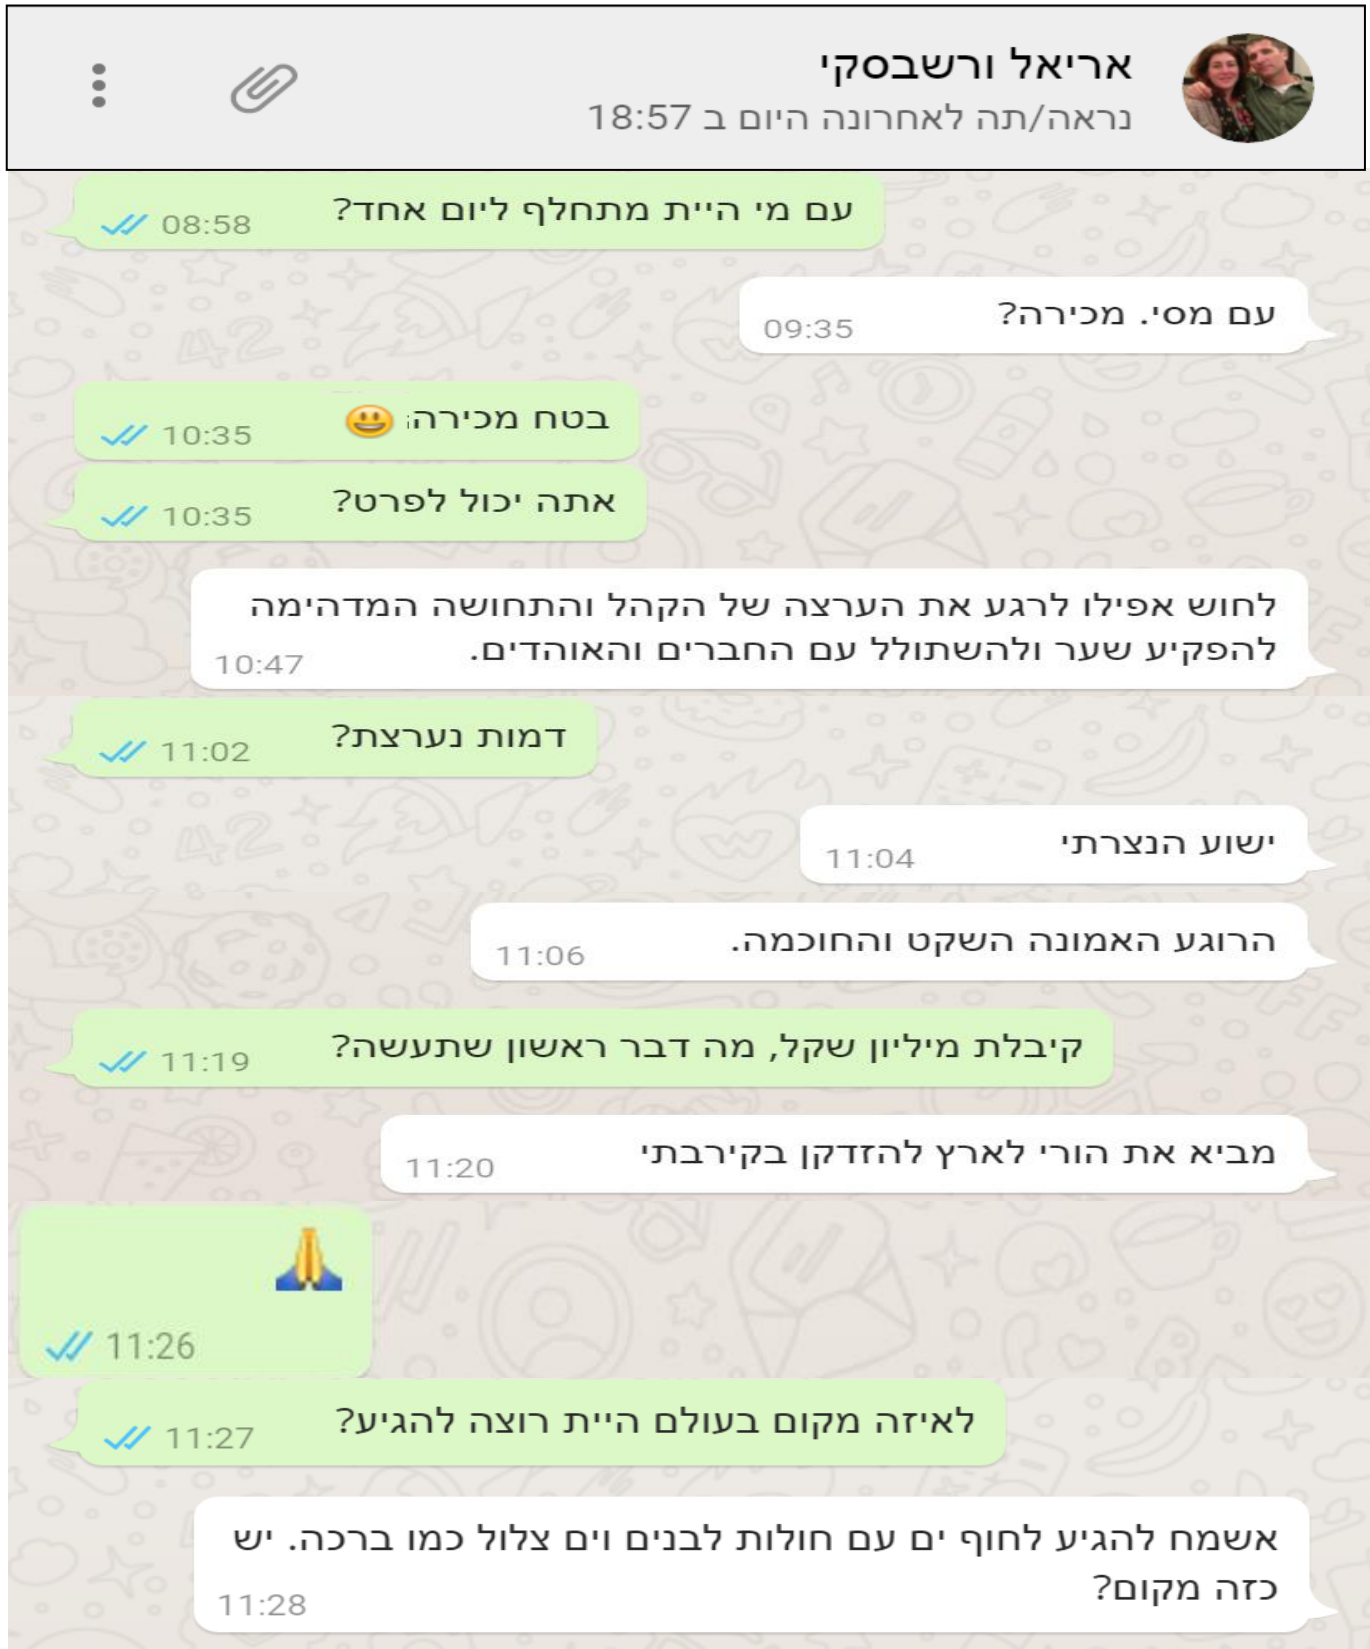 אריאל ורשבסקי
נראה/תה לאחרונה היום ב 18:57
עם מי היית מתחלף ליום אחד?
08:58
עם מסי. מכירה?
09:35
בטח מכירה 😃
10:35
אתה יכול לפרט?
10:35
לחוש אפילו לרגע את הערצה של הקהל והתחושה המדהימה
להפקיע שער ולהשתולל עם החברים והאוהדים.
10:47
דמות נערצת?
11:02
ישוע הנצרתי
11:04
הרוגע האמונה השקט והחוכמה.
11:06
קיבלת מיליון שקל, מה דבר ראשון שתעשה?
11:19
מביא את הורי לארץ להזדקן בקירבתי
11:20
🙏
11:26
לאיזה מקום בעולם היית רוצה להגיע?
11:27
אשמח להגיע לחוף ים עם חולות לבנים וים צלול כמו ברכה. יש
כזה מקום?
11:28